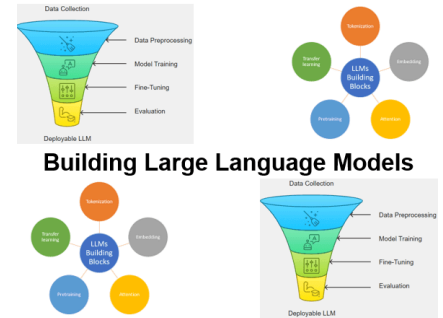 Data Collection
Data Preprocessing
Model Training
Fine-Tuning
Evaluation
Deployable LLM
Tokenization
Transfer
learning
Embedding
LLMs
Building
Blocks
Pretraining
Attention
Building Large Language Models
Tokenization
Transfer
learning
Embedding
LLMs
Building
Blocks
Pretraining
Attention
Data Collection
Data Preprocessing
Model Training
Fine-Tuning
Evaluation
Deployable LLM